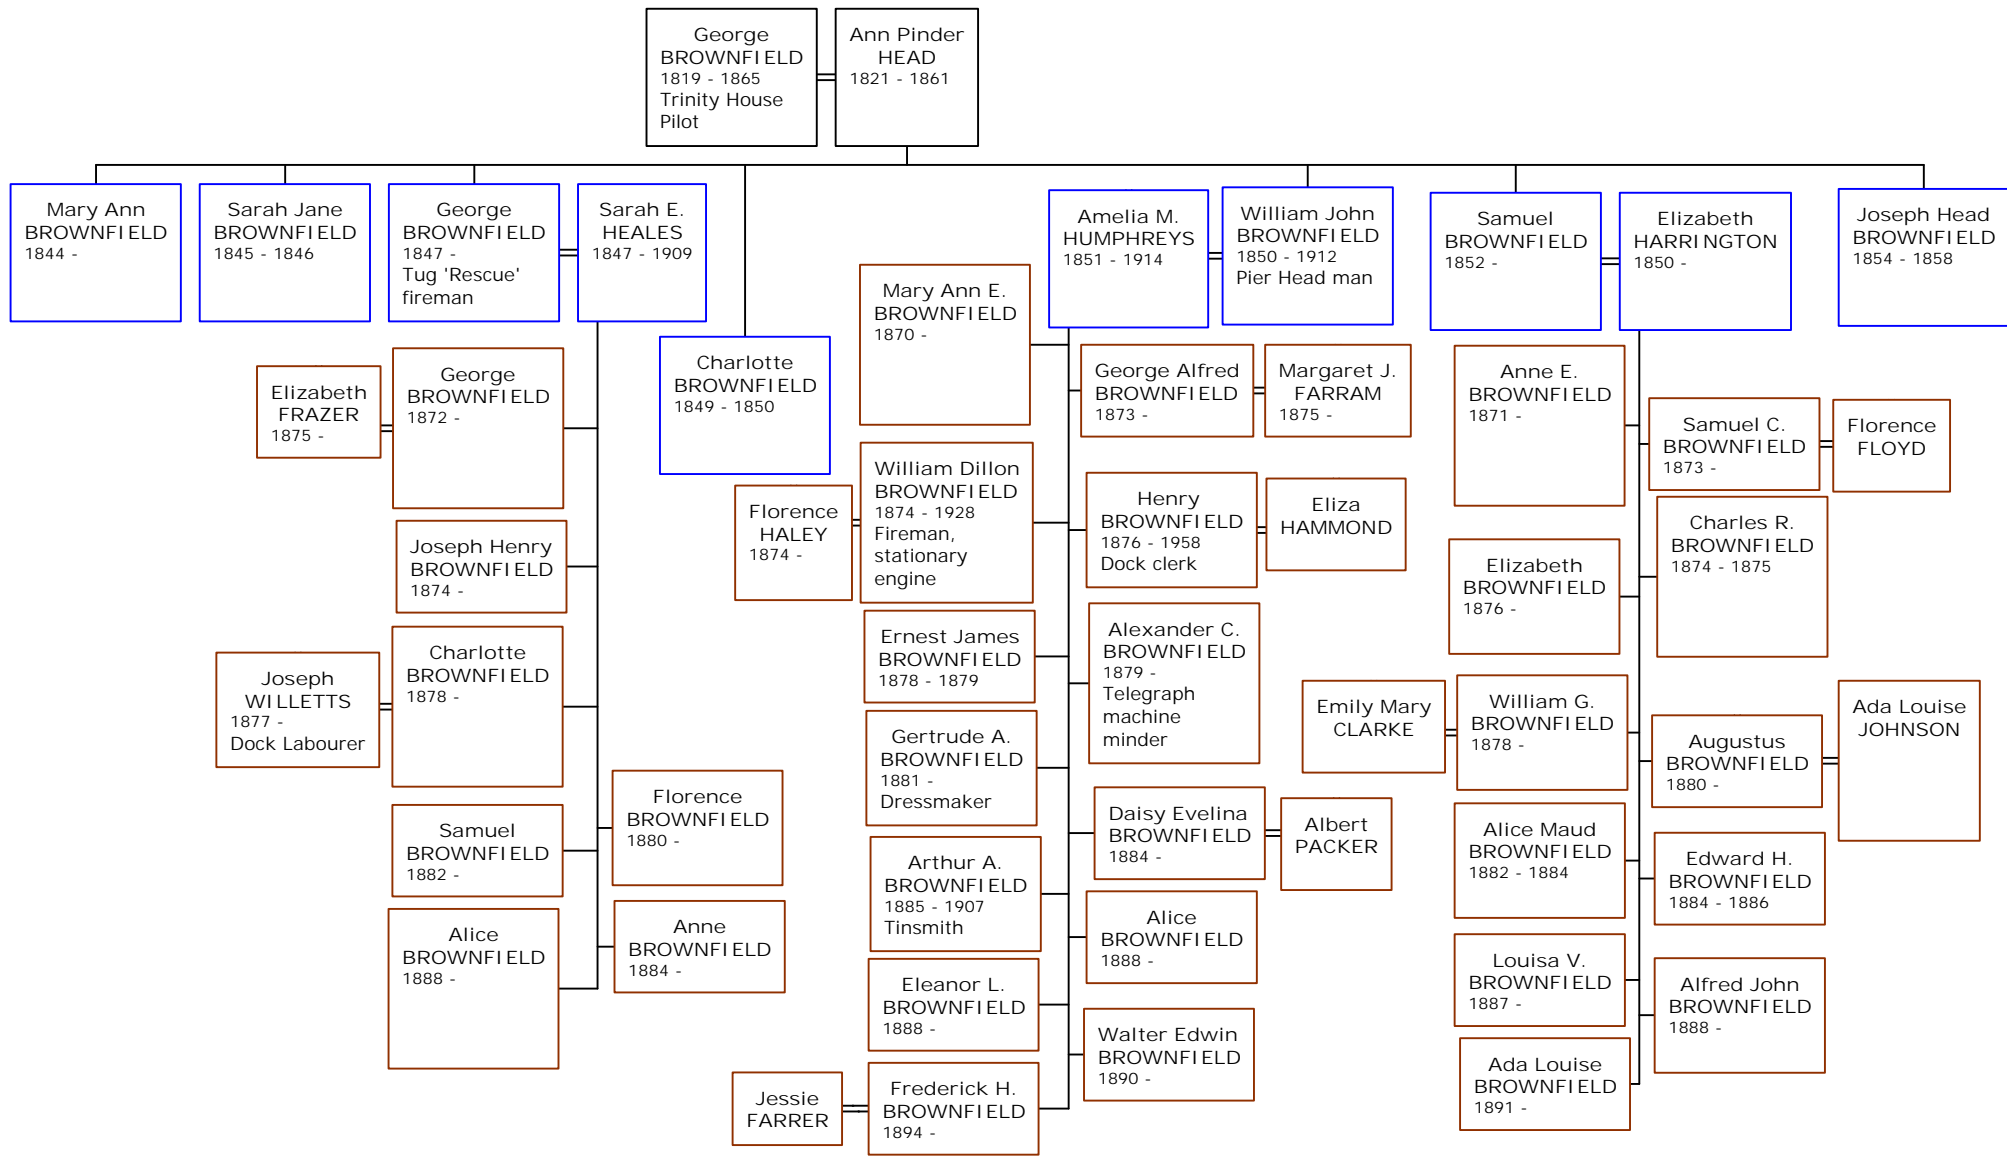 George
BROWNFIELD
1819 - 1865
Trinity House
Pilot
Ann Pinder
HEAD
1821 - 1861
Mary Ann
BROWNFIELD
1844 -
Sarah Jane
BROWNFIELD
1845 - 1846
George
BROWNFIELD
1847 -
Tug 'Rescue'
fireman
Sarah E.
HEALES
1847 - 1909
Charlotte
BROWNFIELD
1849 - 1850
Amelia M.
HUMPHREYS
1851 - 1914
William John
BROWNFIELD
1850 - 1912
Pier Head man
Samuel
BROWNFIELD
1852 -
Elizabeth
HARRINGTON
1850 -
Joseph Head
BROWNFIELD
1854 - 1858
Elizabeth
FRAZER
1875 -
George
BROWNFIELD
1872 -
Joseph Henry
BROWNFIELD
1874 -
Joseph
WILLETTS
1877 -
Dock Labourer
Charlotte
BROWNFIELD
1878 -
Florence
BROWNFIELD
1880 -
Samuel
BROWNFIELD
1882 -
Anne
BROWNFIELD
1884 -
Alice
BROWNFIELD
1888 -
Mary Ann E.
BROWNFIELD
1870 -
George Alfred
BROWNFIELD
1873 -
Margaret J.
FARRAM
1875 -
Florence
HALEY
1874 -
William Dillon
BROWNFIELD
1874 - 1928
Fireman,
stationary
engine
Henry
BROWNFIELD
1876 - 1958
Dock clerk
Eliza
HAMMOND
Ernest James
BROWNFIELD
1878 - 1879
Alexander C.
BROWNFIELD
1879 -
Telegraph
machine
minder
Gertrude A.
BROWNFIELD
1881 -
Dressmaker
Daisy Evelina
BROWNFIELD
1884 -
Albert
PACKER
Arthur A.
BROWNFIELD
1885 - 1907
Tinsmith
Alice
BROWNFIELD
1888 -
Eleanor L.
BROWNFIELD
1888 -
Walter Edwin
BROWNFIELD
1890 -
Jessie
FARRER
Frederick H.
BROWNFIELD
1894 -
Anne E.
BROWNFIELD
1871 -
Samuel C.
BROWNFIELD
1873 -
Florence
FLOYD
Charles R.
BROWNFIELD
1874 - 1875
Elizabeth
BROWNFIELD
1876 -
Emily Mary
CLARKE
William G.
BROWNFIELD
1878 -
Augustus
BROWNFIELD
1880 -
Ada Louise
JOHNSON
Alice Maud
BROWNFIELD
1882 - 1884
Edward H.
BROWNFIELD
1884 - 1886
Louisa V.
BROWNFIELD
1887 -
Alfred John
BROWNFIELD
1888 -
Ada Louise
BROWNFIELD
1891 -